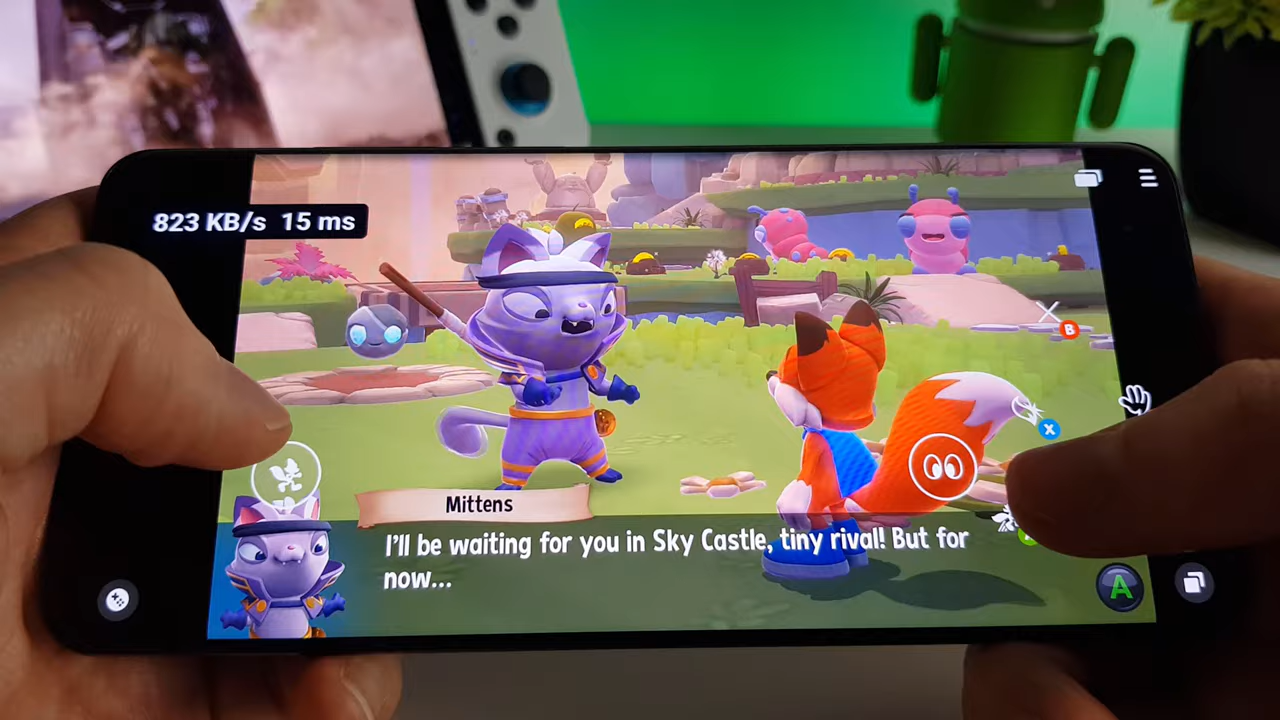 823 KB/s 15 ms
B
X
Mittens
I'll be waiting for you in Sky Castle, tiny rival! But for
now...
A